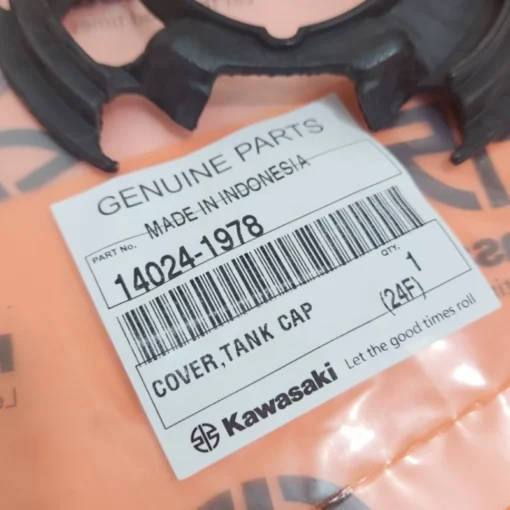 GENUINE PARTS
MADE IN INDONESIA
PART No.
14024-1978
QTY.
1
COVER,TANK CAP
(24F)
Kawasaki
Let the good times roll